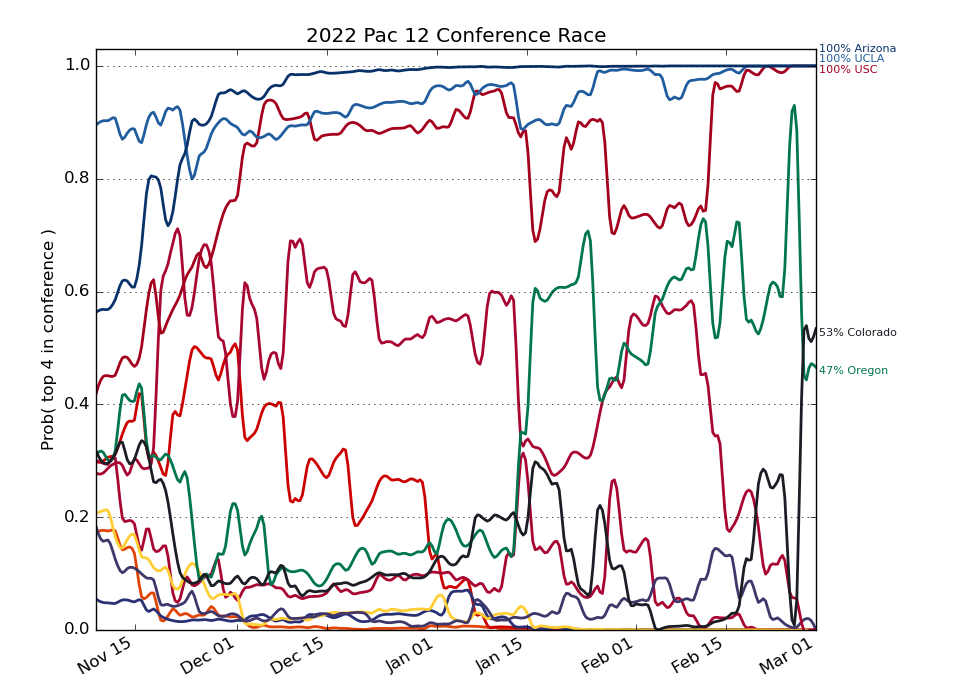 2022 Pac 12 Conference Race
100% Arizona
100% UCLA
100% USC
53% Colorado
47% Oregon
Prob( top 4 in conference )
1.0
0.8
0.6
0.4
0.2
0.0
Nov 15
Dec 01
Dec 15
Jan 01
Jan 15
Feb 01
Feb 15
Mar 01